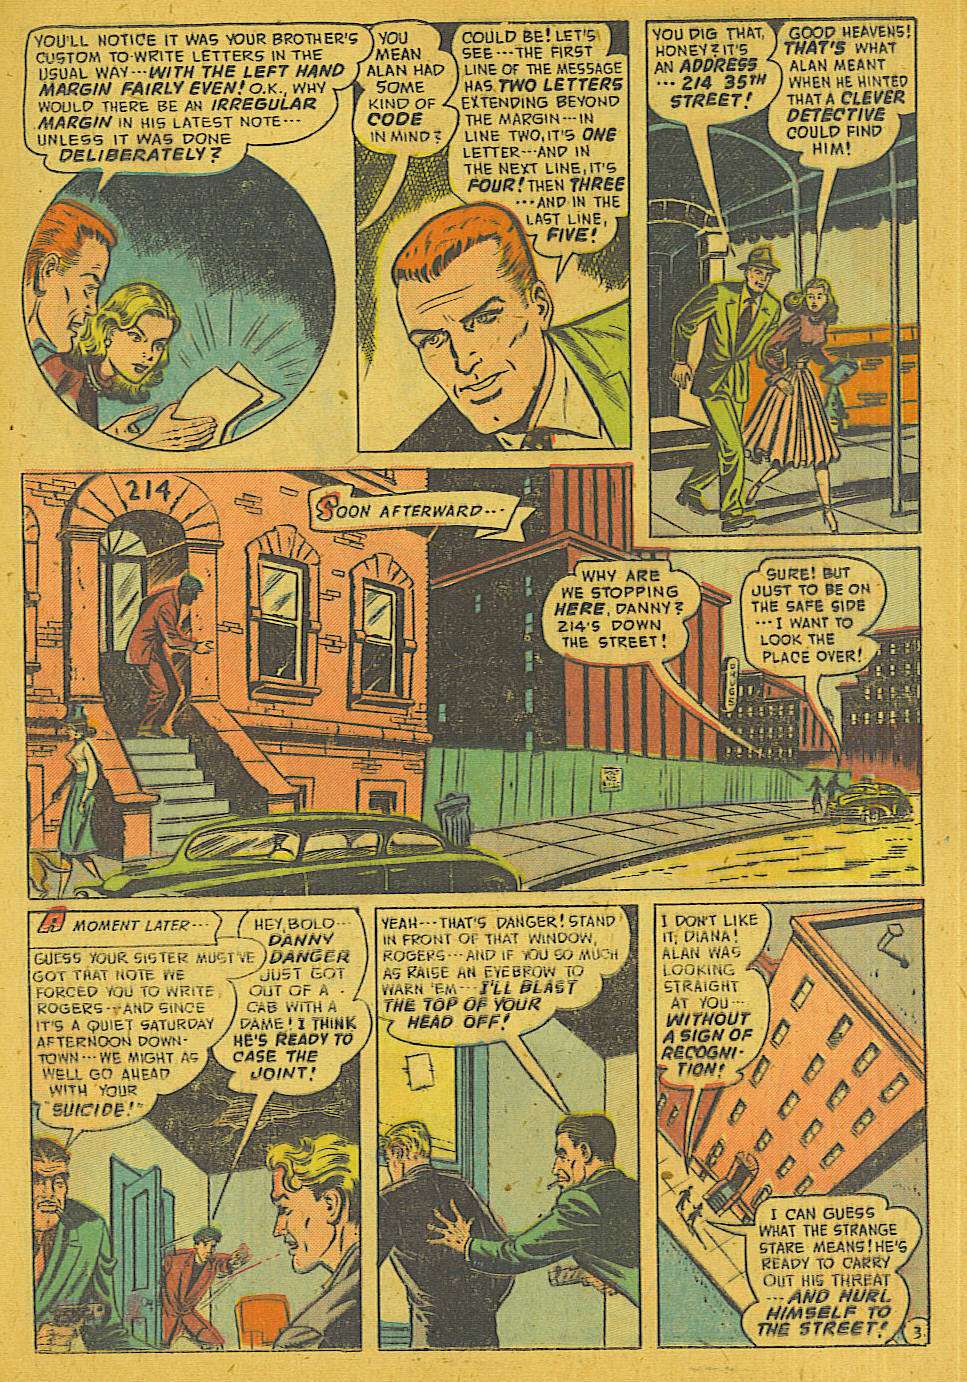 YOU'LL NOTICE IT WAS YOUR BROTHER'S
CUSTOM TO WRITE LETTERS IN THE
USUAL WAY---WITH THE LEFT HAND
MARGIN FAIRLY EVEN! O.K., WHY
WOULD THERE BE AN IRREGULAR
MARGIN IN HIS LATEST NOTE---
UNLESS IT WAS DONE
DELIBERATELY?
YOU
MEAN
ALAN HAD
SOME
KIND OF
CODE
IN MIND?
COULD BE! LET'S
SEE---THE FIRST
LINE OF THE MESSAGE
HAS TWO LETTERS
EXTENDING BEYOND
THE MARGIN---IN
LINE TWO, IT'S ONE
LETTER---AND IN
THE NEXT LINE, IT'S
FOUR! THEN THREE
---AND IN THE
LAST LINE,
FIVE!
YOU DIG THAT,
HONEY? IT'S
AN ADDRESS
---214 35TH
STREET!
GOOD HEAVENS!
THAT'S WHAT
ALAN MEANT
WHEN HE HINTED
THAT A CLEVER
DETECTIVE
COULD FIND
HIM!
214
SOON AFTERWARD---
WHY ARE
WE STOPPING
HERE, DANNY?
214'S DOWN
THE STREET!
SURE! BUT
JUST TO BE ON
THE SAFE SIDE
---I WANT TO
LOOK THE
PLACE OVER!
DRUGS
A MOMENT LATER---
GUESS YOUR SISTER MUST'VE
GOT THAT NOTE WE
FORCED YOU TO WRITE,
ROGERS---AND SINCE
IT'S A QUIET SATURDAY
AFTERNOON DOWN-
TOWN---WE MIGHT AS
WELL GO AHEAD
WITH YOUR
"SUICIDE!"
HEY, BOLO---
DANNY
DANGER
JUST GOT
OUT OF A
CAB WITH A
DAME! I THINK
HE'S READY TO
CASE THE
JOINT!
YEAH---THAT'S DANGER! STAND
IN FRONT OF THAT WINDOW,
ROGERS---AND IF YOU SO MUCH
AS RAISE AN EYEBROW TO
WARN 'EM---I'LL BLAST
THE TOP OF YOUR
HEAD OFF!
I DON'T LIKE
IT, DIANA!
ALAN WAS
LOOKING
STRAIGHT
AT YOU---
WITHOUT
A SIGN OF
RECOGNI-
TION!
I CAN GUESS
WHAT THE STRANGE
STARE MEANS! HE'S
READY TO CARRY
OUT HIS THREAT
---AND HURL
HIMSELF TO
THE STREET!
3